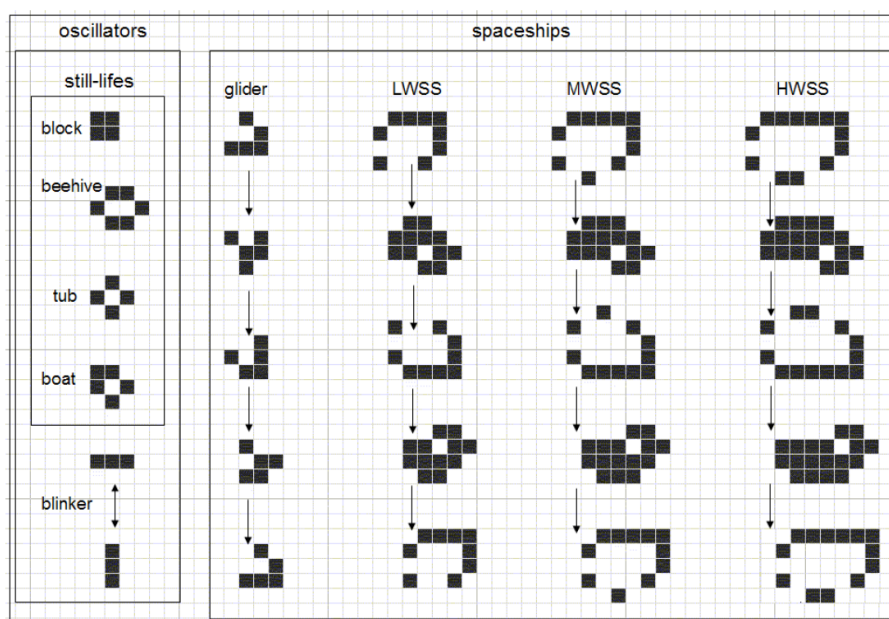 oscillators
spaceships
still-lifes
glider
LWSS
MWSS
HWSS
block
beehive
tub
boat
blinker